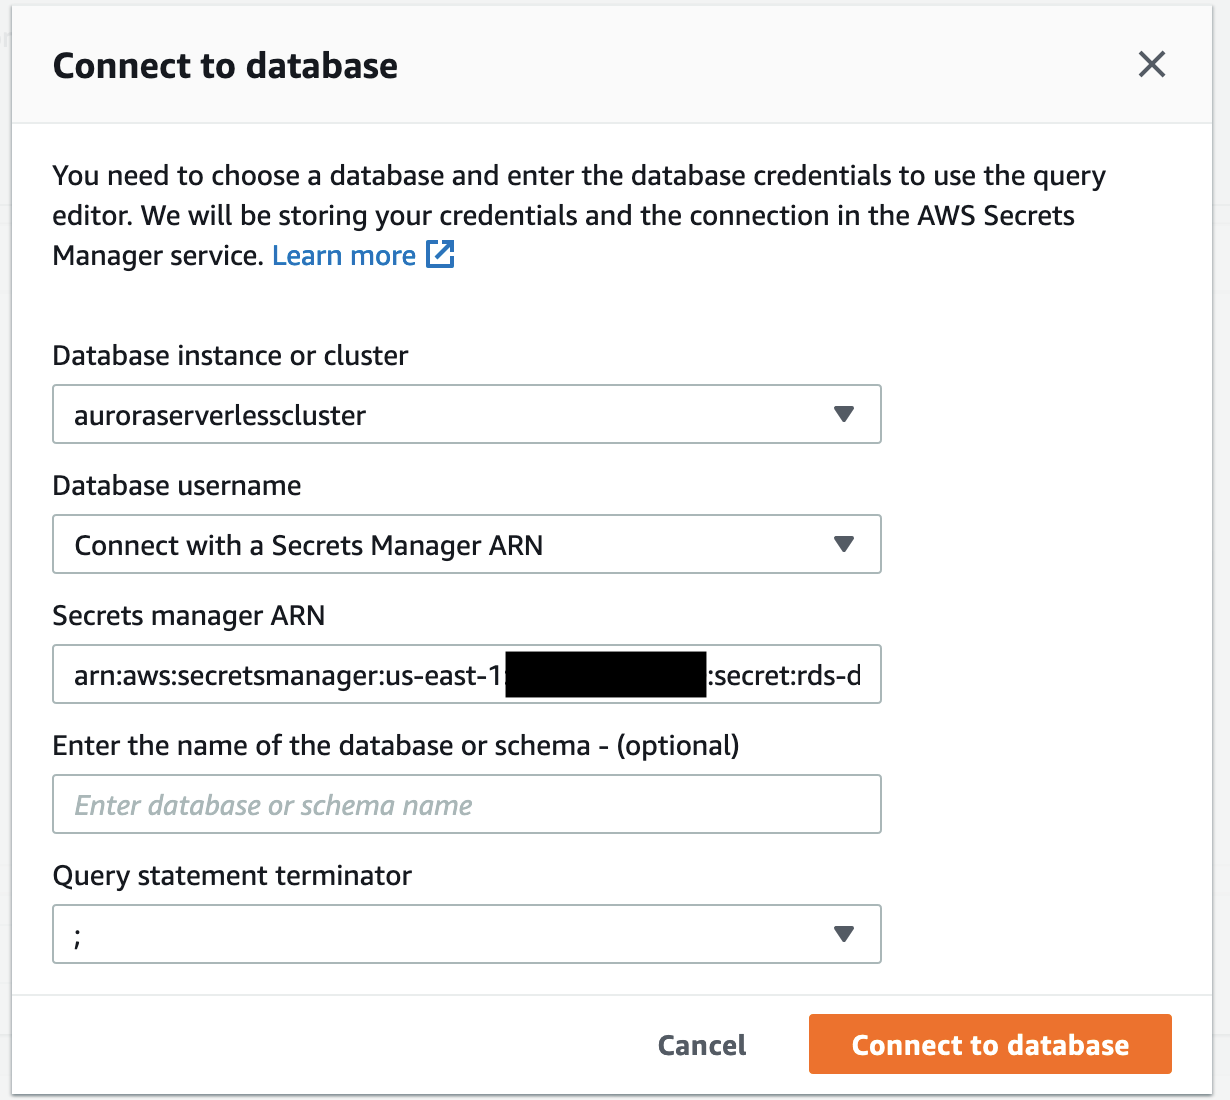 Connect to database
You need to choose a database and enter the database credentials to use the query
editor. We will be storing your credentials and the connection in the AWS Secrets
Manager service. Learn more
Database instance or cluster
auroraserverlesscluster
Database username
Connect with a Secrets Manager ARN
Secrets manager ARN
arn:aws:secretsmanager:us-east-1: :secret:rds-d
Enter the name of the database or schema - (optional)
Enter database or schema name
Query statement terminator
;
Cancel
Connect to database